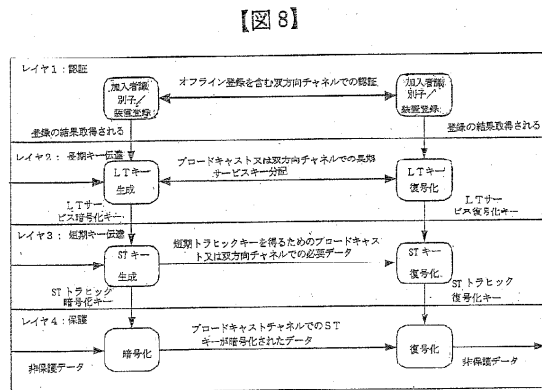 【図8】
レイヤ1：認証
加入者識
別子／
装置登録
オフライン登録を含む双方向チャネルでの認証
加入者識
別子／
装置登録
登録の結果取得される
登録の結果取得される
レイヤ2：長期キー伝達
LTキー
生成
ブロードキャスト又は双方向チャネルでの長期
サービスキー分配
LTキー
復号化
LTサー
ビス暗号化キー
LTサー
ビス復号化キー
レイヤ3：短期キー伝達
STキー
生成
短期トラヒックキーを得るためのブロードキャス
ト又は双方向チャネルでの必要データ
STキー
復号化
STトラヒック
暗号化キー
STトラヒック
復号化キー
レイヤ4：保護
暗号化
ブロードキャストチャネルでのST
キーが暗号化されたデータ
復号化
非保護データ
非保護データ